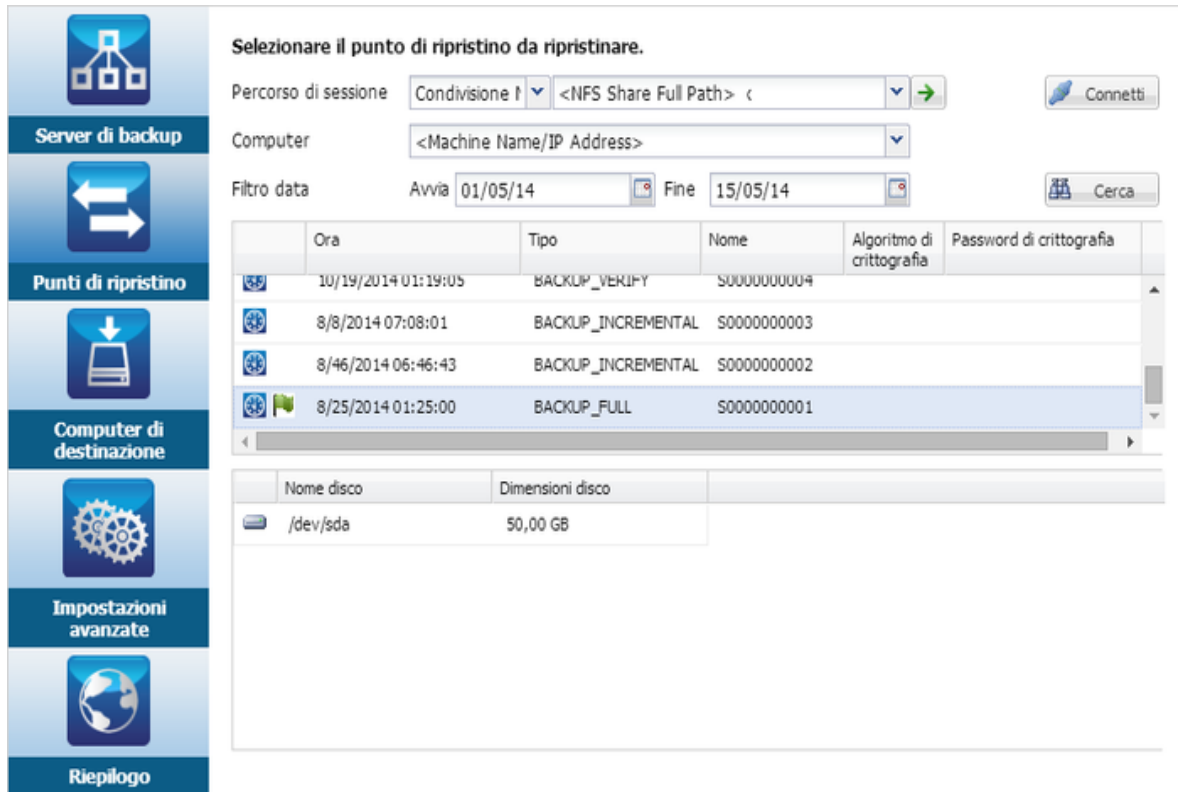 Server di backup
Punti di ripristino
Computer di
destinazione
Impostazioni
avanzate
Riepilogo
Selezionare il punto di ripristino da ripristinare.
Percorso di sessione Condivisione <NFS Share Full Path> Connetti
Computer <Machine Name/IP Address>
Filtro data Avvia 01/05/14 Fine 15/05/14 Cerca
Ora Tipo Nome Algoritmo di crittografia Password di crittografia
10/19/2014 01:19:05 BACKUP_VERIFY S0000000004
8/8/2014 07:08:01 BACKUP_INCREMENTAL S0000000003
8/46/2014 06:46:43 BACKUP_INCREMENTAL S0000000002
8/25/2014 01:25:00 BACKUP_FULL S0000000001
Nome disco Dimensioni disco
/dev/sda 50,00 GB